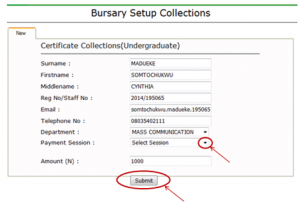 Bursary Setup Collections
New
Certificate Collections(Undergraduate)
Surname : MADUEKE
Firstname : SOMTOCHUKWU
Middlename : CYNTHIA
Reg No/Staff No : 2014/195065
Email : somtochukwu.madueke.195065
Telephone No : 08035402111
Department : MASS COMMUNICATION
Payment Session : Select Session
Amount (N) : 1000
Submit